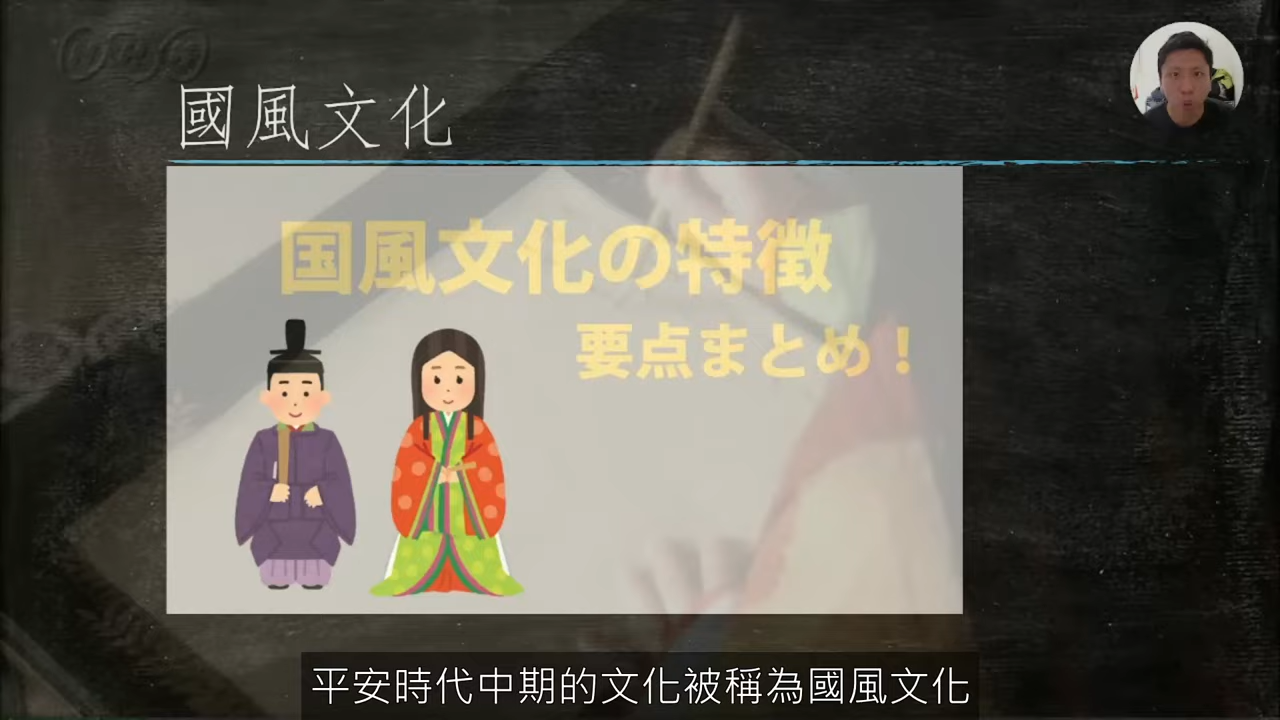 國風文化
国風文化の特徴
要点まとめ！
平安時代中期的文化被稱為國風文化